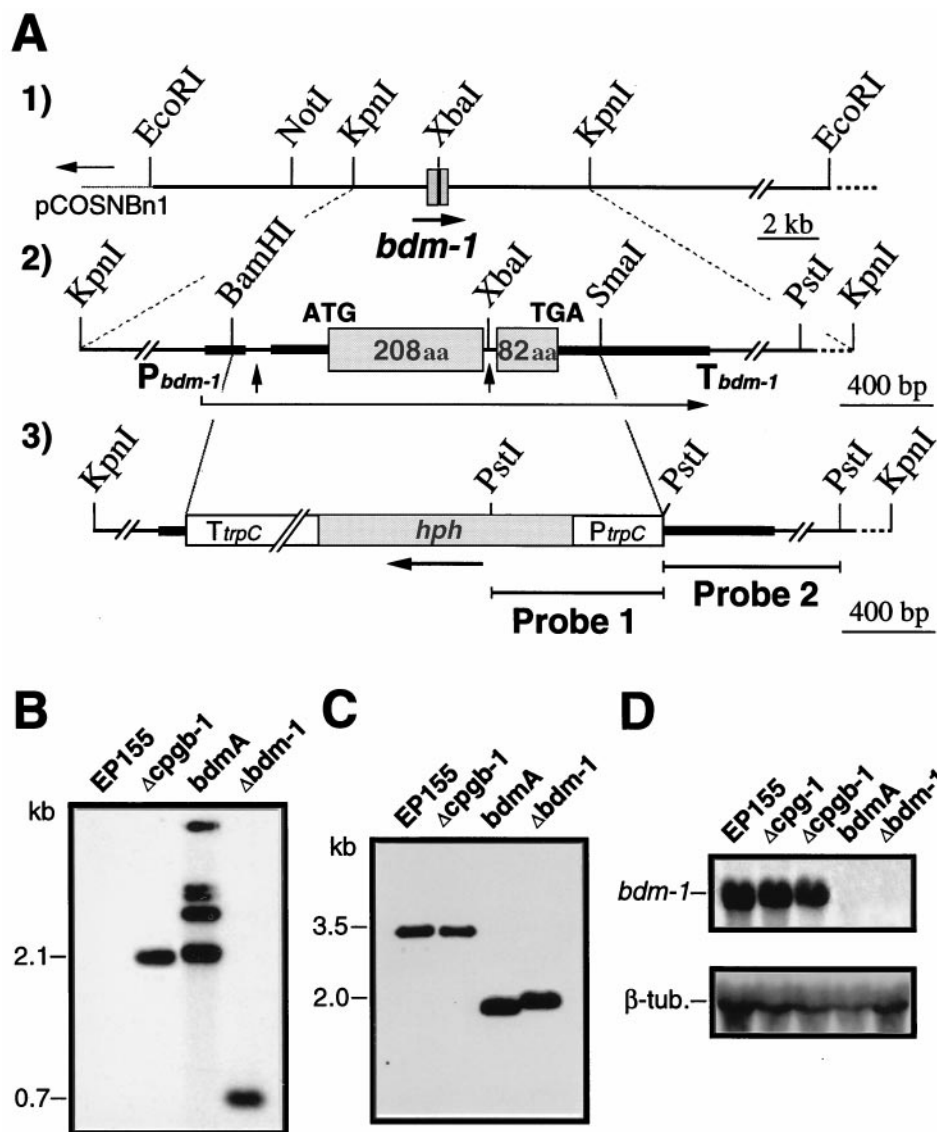 A
1)
EcoRI NotI KpnI XbaI KpnI EcoRI
pCOSNBn1
bdm-1
2 kb
2)
KpnI BamHI XbaI SmaI PstI KpnI
ATG TGA
208aa 82aa
Pbdm-1 Tbdm-1
400 bp
3)
KpnI PstI PstI PstI KpnI
TtrpC hph PtrpC
Probe 1 Probe 2
400 bp
B
EP155 Δcpgb-1 bdmA Δbdm-1
kb
2.1
0.7
C
EP155 Δcpgb-1 bdmA Δbdm-1
kb
3.5
2.0
D
EP155 Δcpg-1 Δcpgb-1 bdmA Δbdm-1
bdm-1
β-tub.